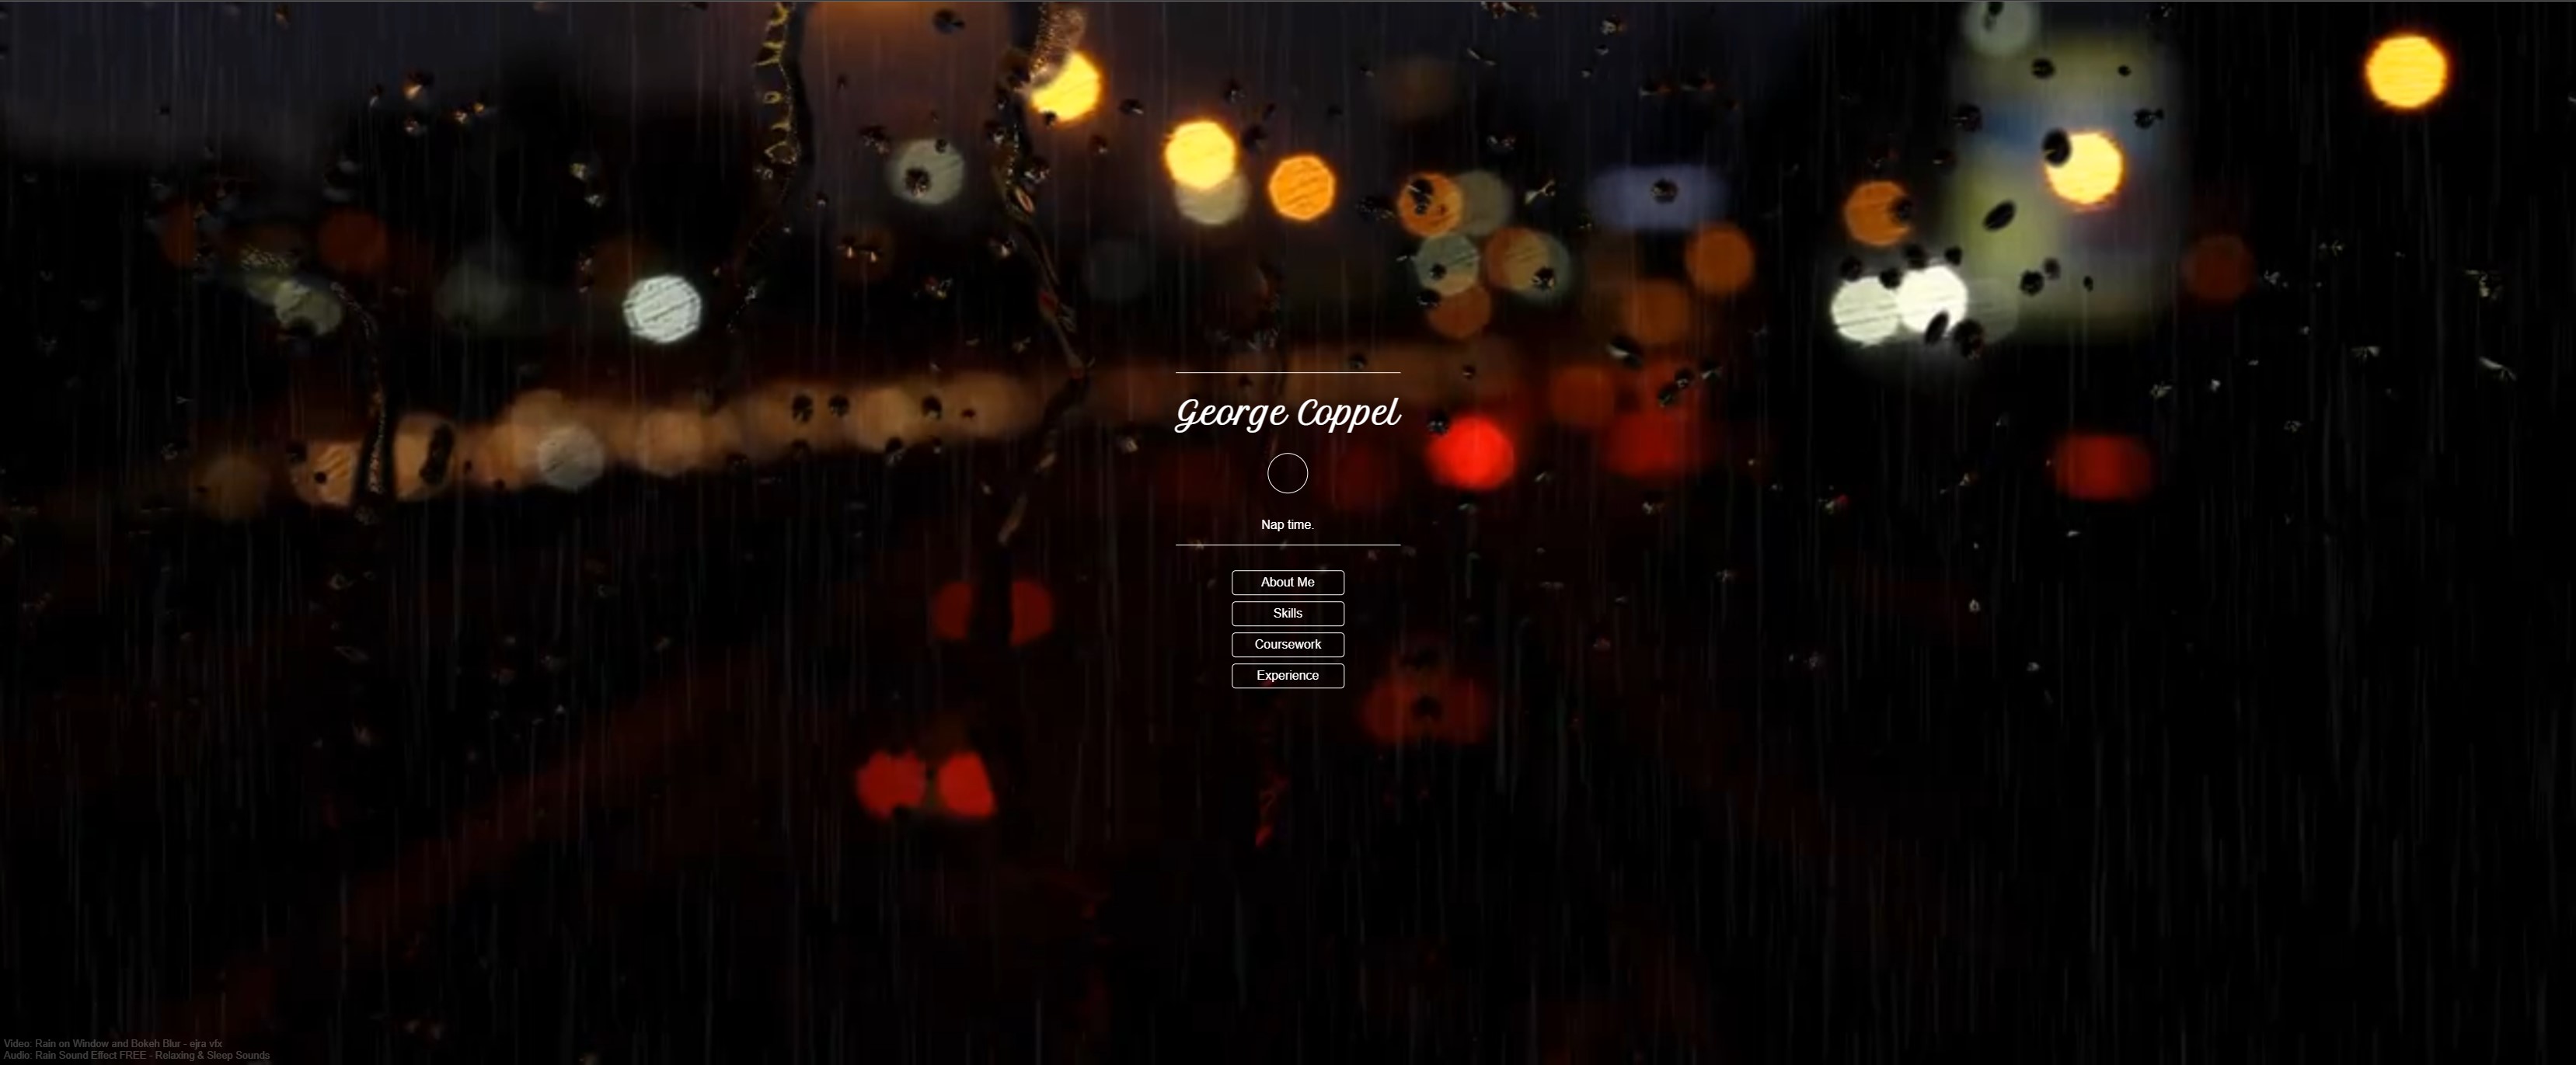 George Coppel
Nap time.
About Me
Skills
Coursework
Experience
Video: Rain on Window and Bokeh Blur - ejra vfx
Audio: Rain Sound Effect FREE - Relaxing & Sleep Sounds